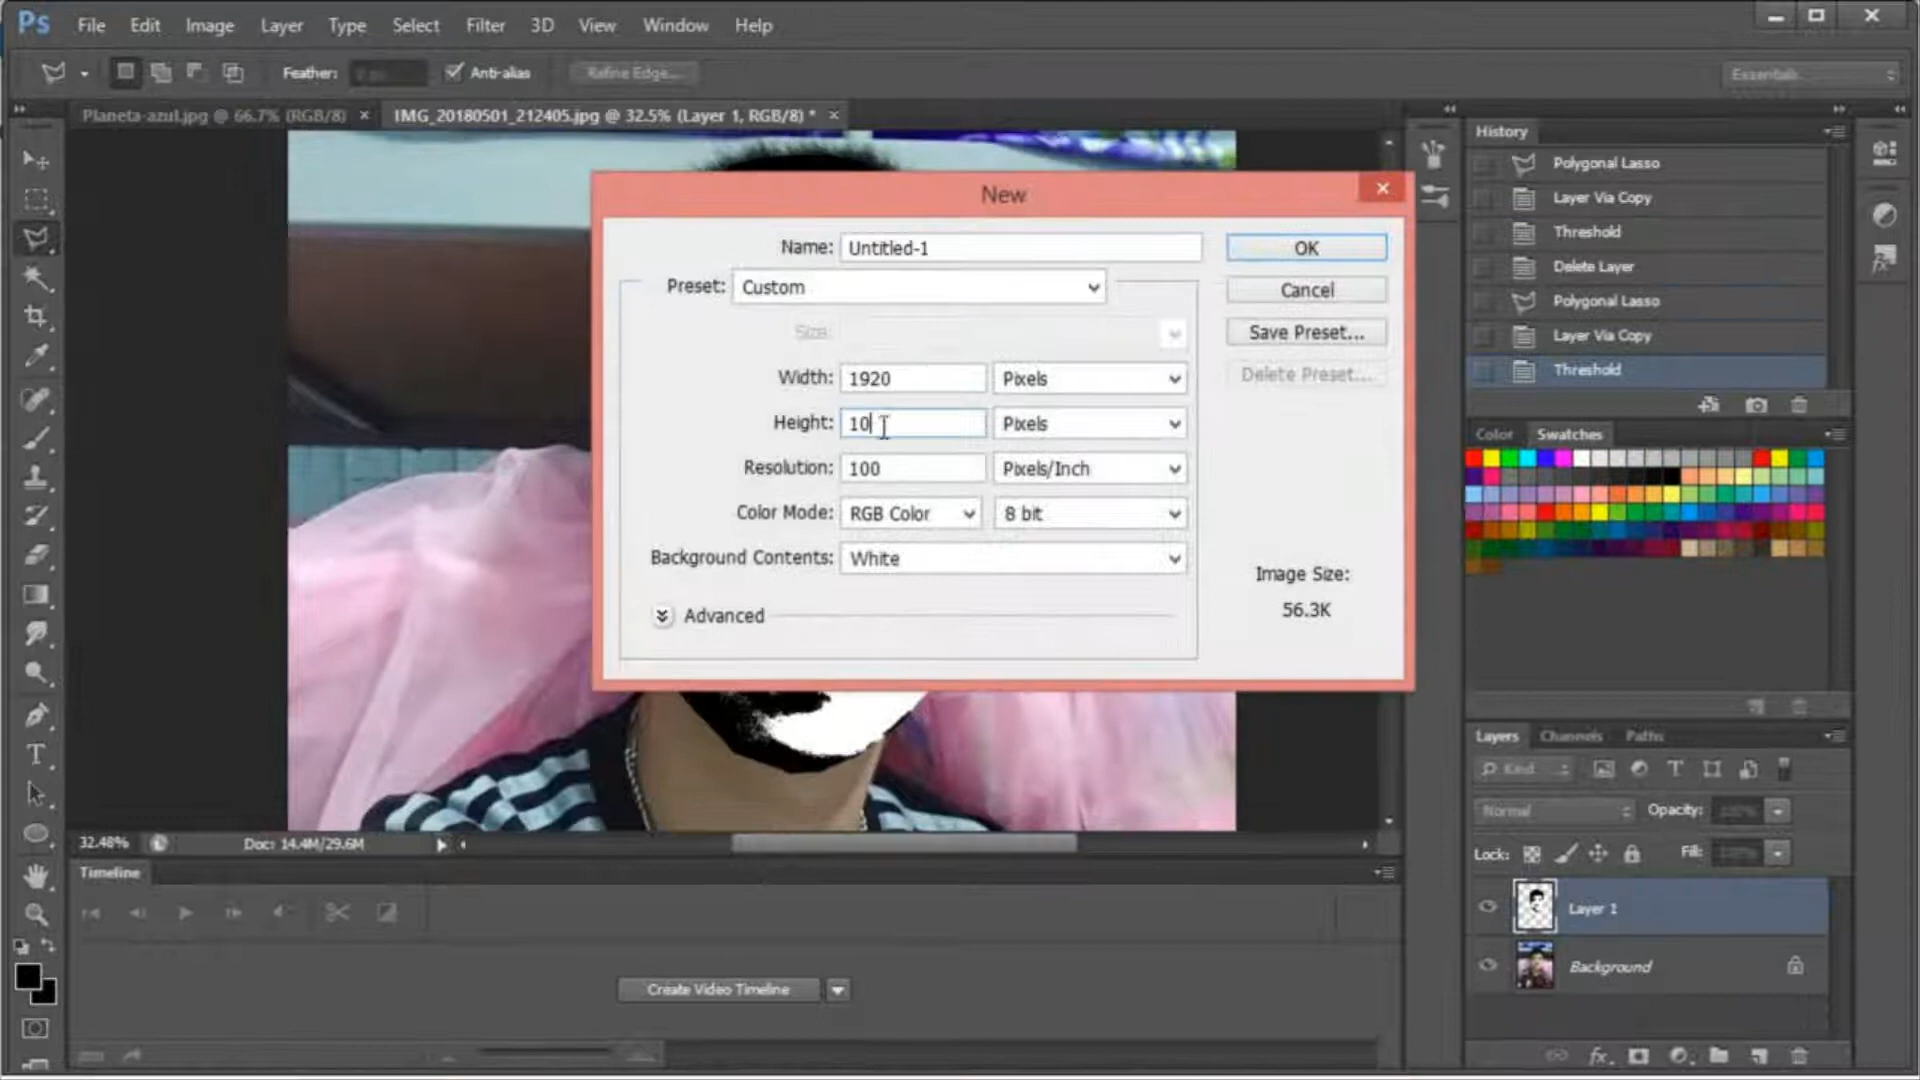 Ps File Edit Image Layer Type Select Filter 3D View Window Help
Feather: Anti-alias Refine Edge... Essentials
Planeta-azul.jpg @ 66.7% (RGB/8) × IMG_20180501_212405.jpg @ 32.5% (Layer 1, RGB/8) * ×
History
Polygonal Lasso
Layer Via Copy
Threshold
Delete Layer
Polygonal Lasso
Layer Via Copy
Threshold
New
Name: Untitled-1
OK
Preset: Custom
Cancel
Size:
Save Preset...
Width: 1920 Pixels
Delete Preset...
Height: 10 Pixels
Resolution: 100 Pixels/Inch
Color Mode: RGB Color 8 bit
Background Contents: White
Image Size:
56.3K
Advanced
Color Swatches
Layers Channels Paths
Kind
Normal Opacity:
Lock: Fill:
Layer 1
Background
32.48% Doc: 14.4M/29.6M
Timeline
Create Video Timeline